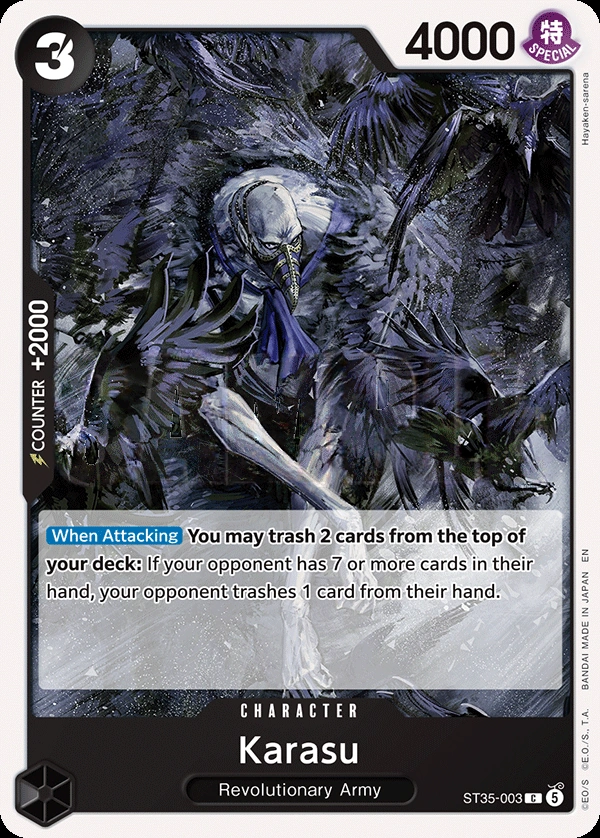 3
4000
特
SPECIAL
Hayaken-sarena
COUNTER +2000
When Attacking You may trash 2 cards from the top of
your deck: If your opponent has 7 or more cards in their
hand, your opponent trashes 1 card from their hand.
CHARACTER
Karasu
Revolutionary Army
ST35-003 C 5
©EO/S ©E.O./S., T.A. BANDAI MADE IN JAPAN EN